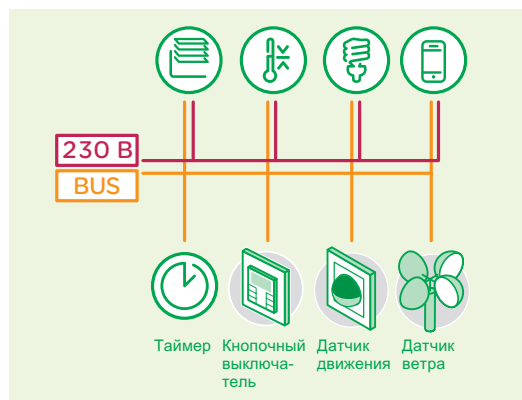 230 В
BUS
Таймер
Кнопочный
выключа-
тель
Датчик
движения
Датчик
ветра